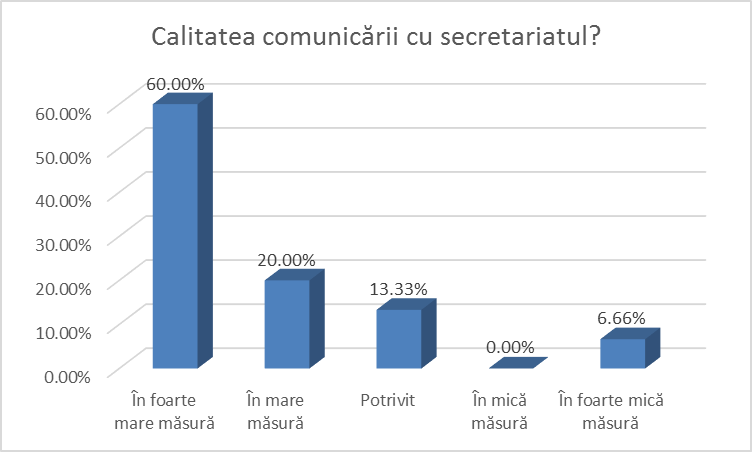 Calitatea comunicării cu secretariatul?
60.00%
50.00%
40.00%
30.00%
20.00%
10.00%
0.00%
60.00%
20.00%
13.33%
0.00%
6.66%
În foarte
mare măsură
În mare
măsură
Potrivit
În mică
măsură
În foarte mică
măsură